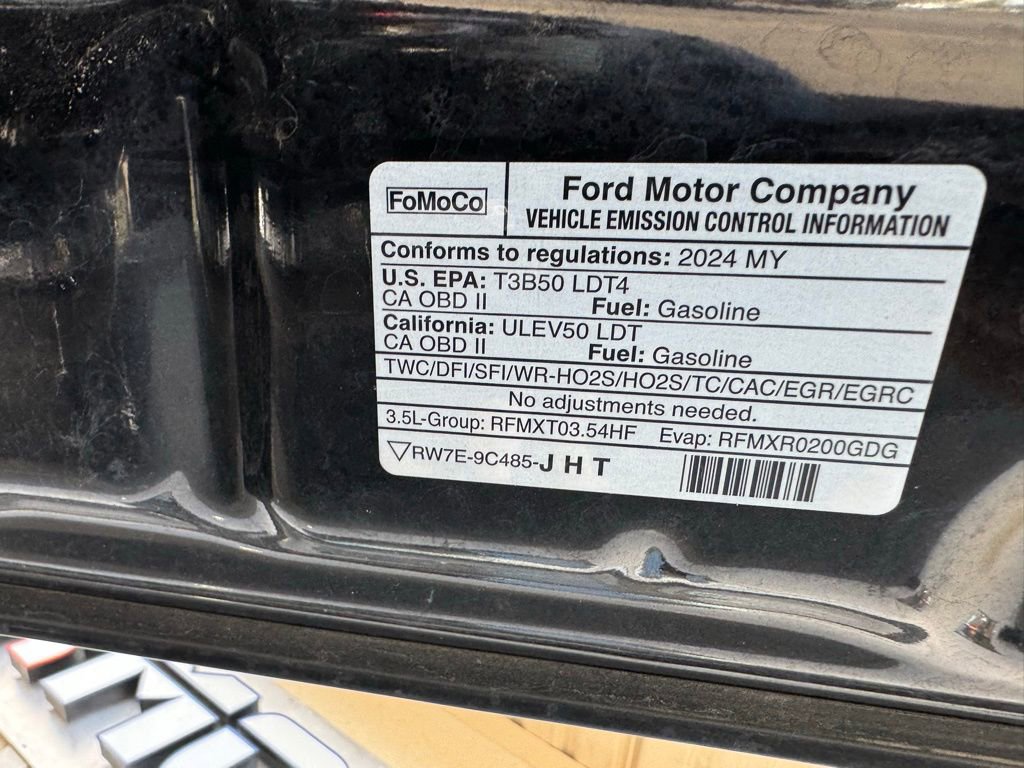 FoMoCo
Ford Motor Company
VEHICLE EMISSION CONTROL INFORMATION
Conforms to regulations: 2024 MY
U.S. EPA: T3B50 LDT4
CA OBD II Fuel: Gasoline
California: ULEV50 LDT
CA OBD II Fuel: Gasoline
TWC/DFI/SFI/WR-HO2S/HO2S/TC/CAC/EGR/EGRC
No adjustments needed.
3.5L-Group: RFMXT03.54HF Evap: RFMXR0200GDG
RW7E-9C485-JHT